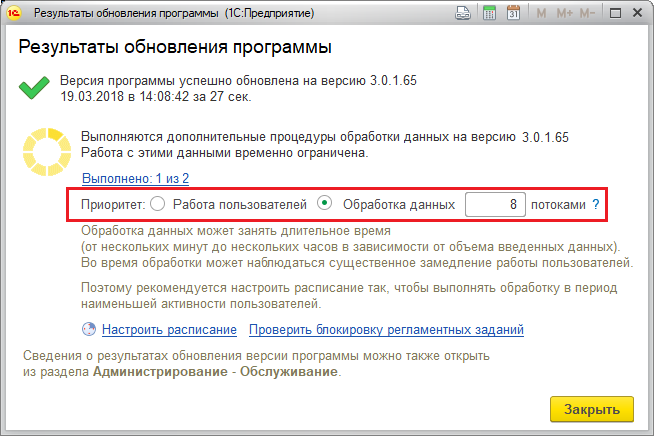 Результаты обновления программы (1С:Предприятие)
M M+ M-
Результаты обновления программы
Версия программы успешно обновлена на версию 3.0.1.65
19.03.2018 в 14:08:42 за 27 сек.
Выполняются дополнительные процедуры обработки данных на версию 3.0.1.65
Работа с этими данными временно ограничена.
Выполнено: 1 из 2
Приоритет: Работа пользователей Обработка данных 8 потоками ?
Обработка данных может занять длительное время
(от нескольких минут до нескольких часов в зависимости от объема введенных данных).
Во время обработки может наблюдаться существенное замедление работы пользователей.
Поэтому рекомендуется настроить расписание так, чтобы выполнять обработку в период
наименьшей активности пользователей.
Настроить расписание Проверить блокировку регламентных заданий
Сведения о результатах обновления версии программы можно также открыть
из раздела Администрирование - Обслуживание.
Закрыть